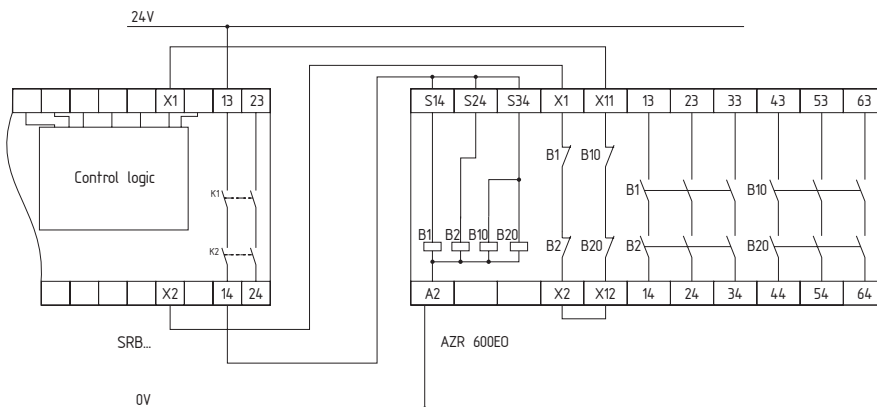 24V
X1 13 23
S14 S24 S34 X1 X11 13 23 33 43 53 63
Control logic
K1
K2
B1 B10
B1 B10
B1 B2 B10 B20
B2 B20
B2 B20
X2 14 24
A2 X2 X12 14 24 34 44 54 64
SRB...
AZR 600EO
0V